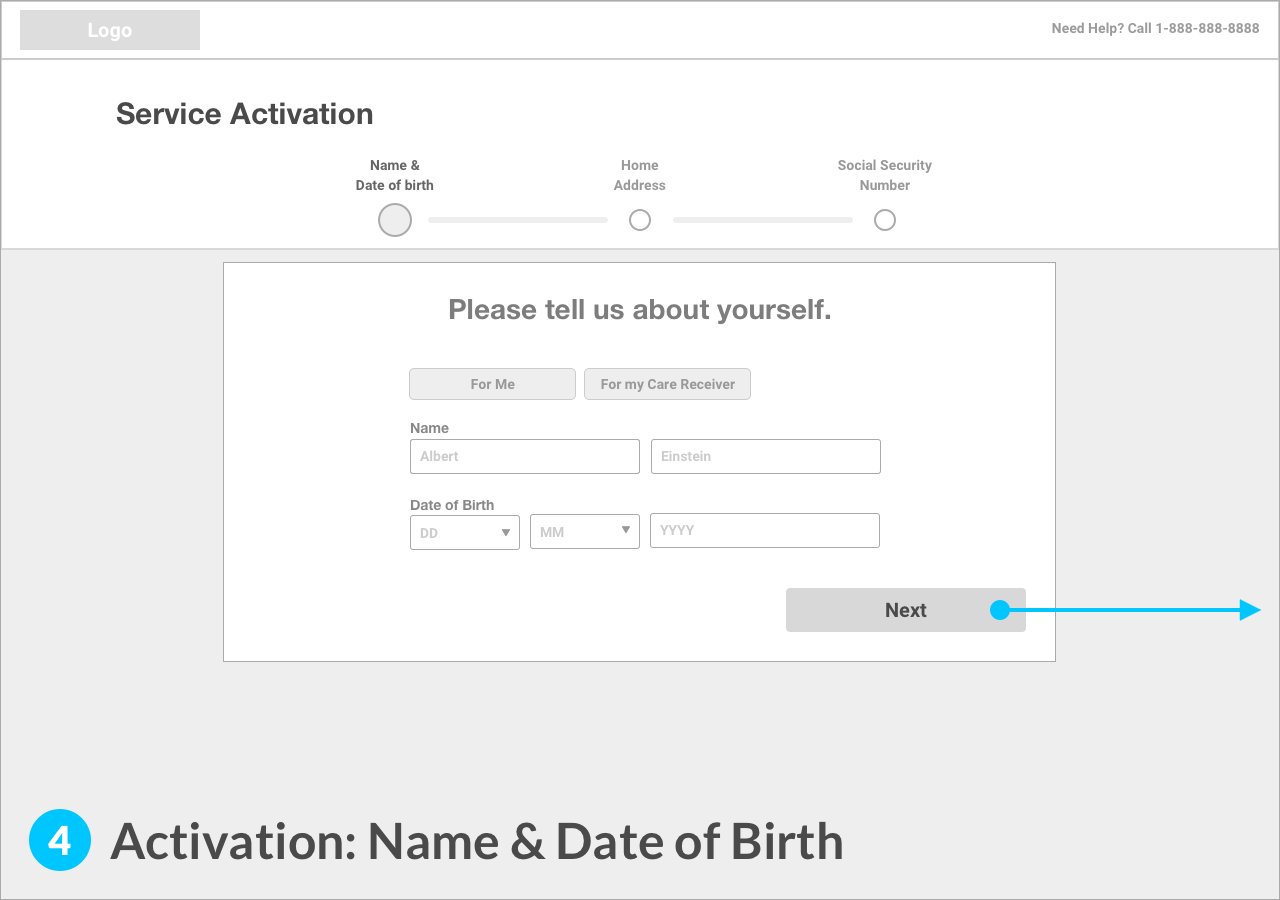 Logo
Need Help? Call 1-888-888-8888
Service Activation
Name &
Date of birth
Home
Address
Social Security
Number
Please tell us about yourself.
For Me
For my Care Receiver
Name
Albert
Einstein
Date of Birth
DD
MM
YYYY
Next
4
Activation: Name & Date of Birth